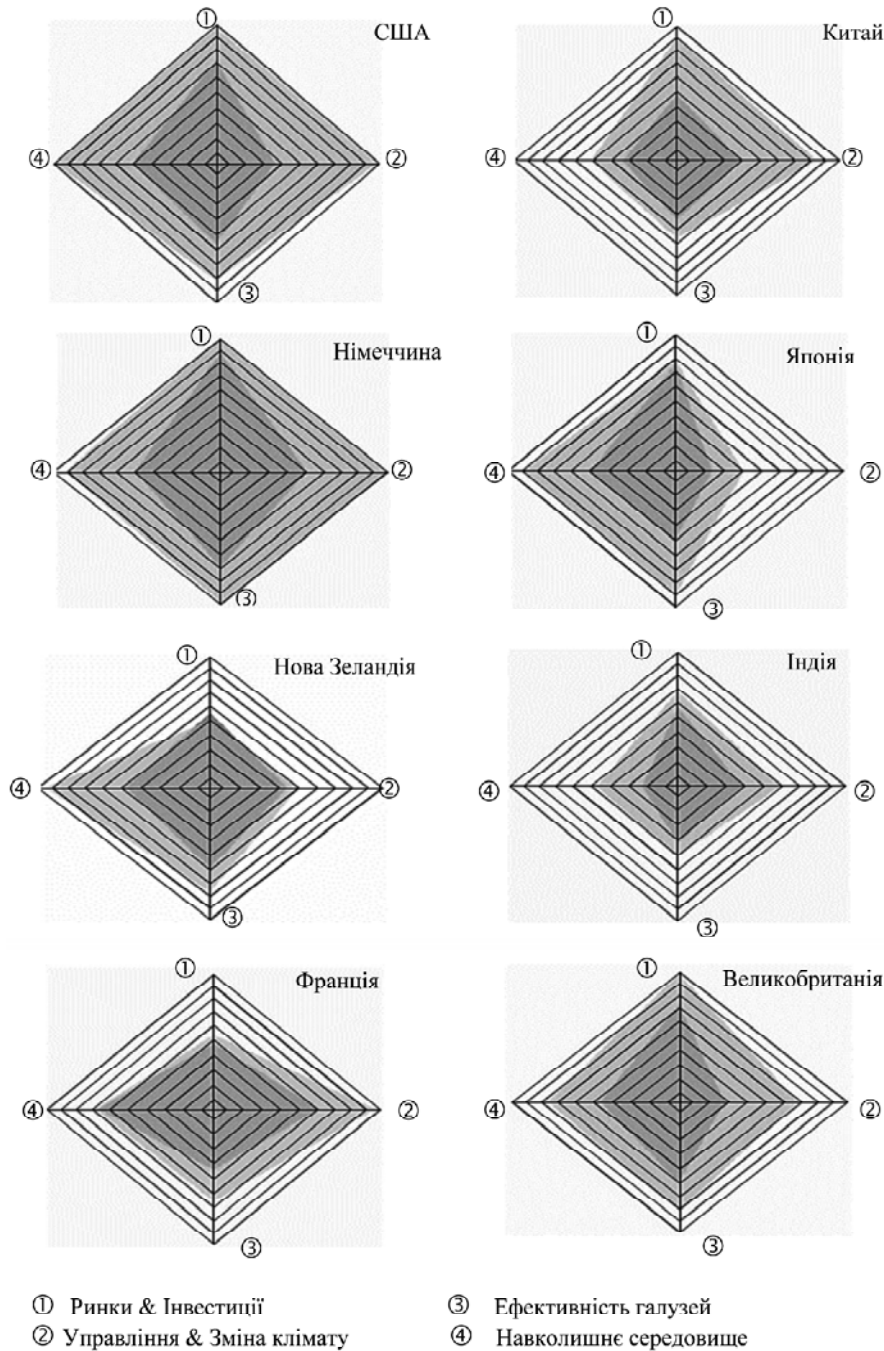 ①
США
④
②
③
①
Китай
④
②
③
①
Німеччина
④
②
③
①
Японія
④
②
③
①
Нова Зеландія
④
②
③
①
Індія
④
②
③
①
Франція
④
②
③
①
Великобританія
④
②
③
① Ринки & Інвестиції
② Управління & Зміна клімату
③ Ефективність галузей
④ Навколишнє середовище